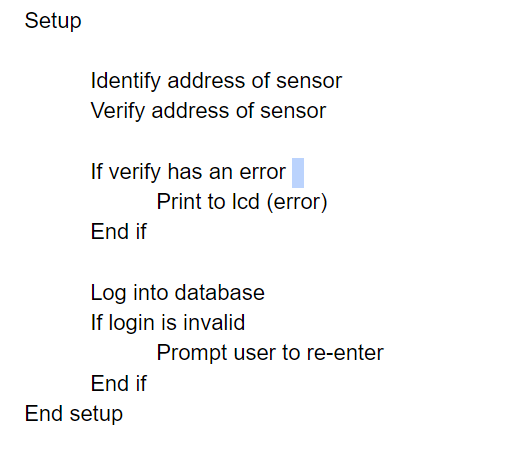 Setup
Identify address of sensor
Verify address of sensor
If verify has an error
Print to lcd (error)
End if
Log into database
If login is invalid
Prompt user to re-enter
End if
End setup